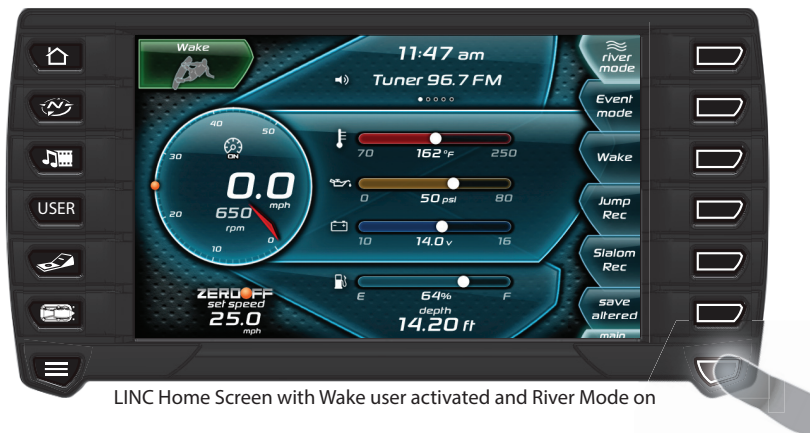 Wake
11:47 am
Tuner 96.7 FM
river
mode
Event
mode
Wake
Jump
Rec
Slalom
Rec
save
altered
main
USER
40
50
30
20
10
0
ON
0.0
mph
650
rpm
70
162 °F
250
0
50 psi
80
10
14.0 v
16
E
64%
F
depth
14.20 ft
ZEROOFF
set speed
25.0
mph
LINC Home Screen with Wake user activated and River Mode on